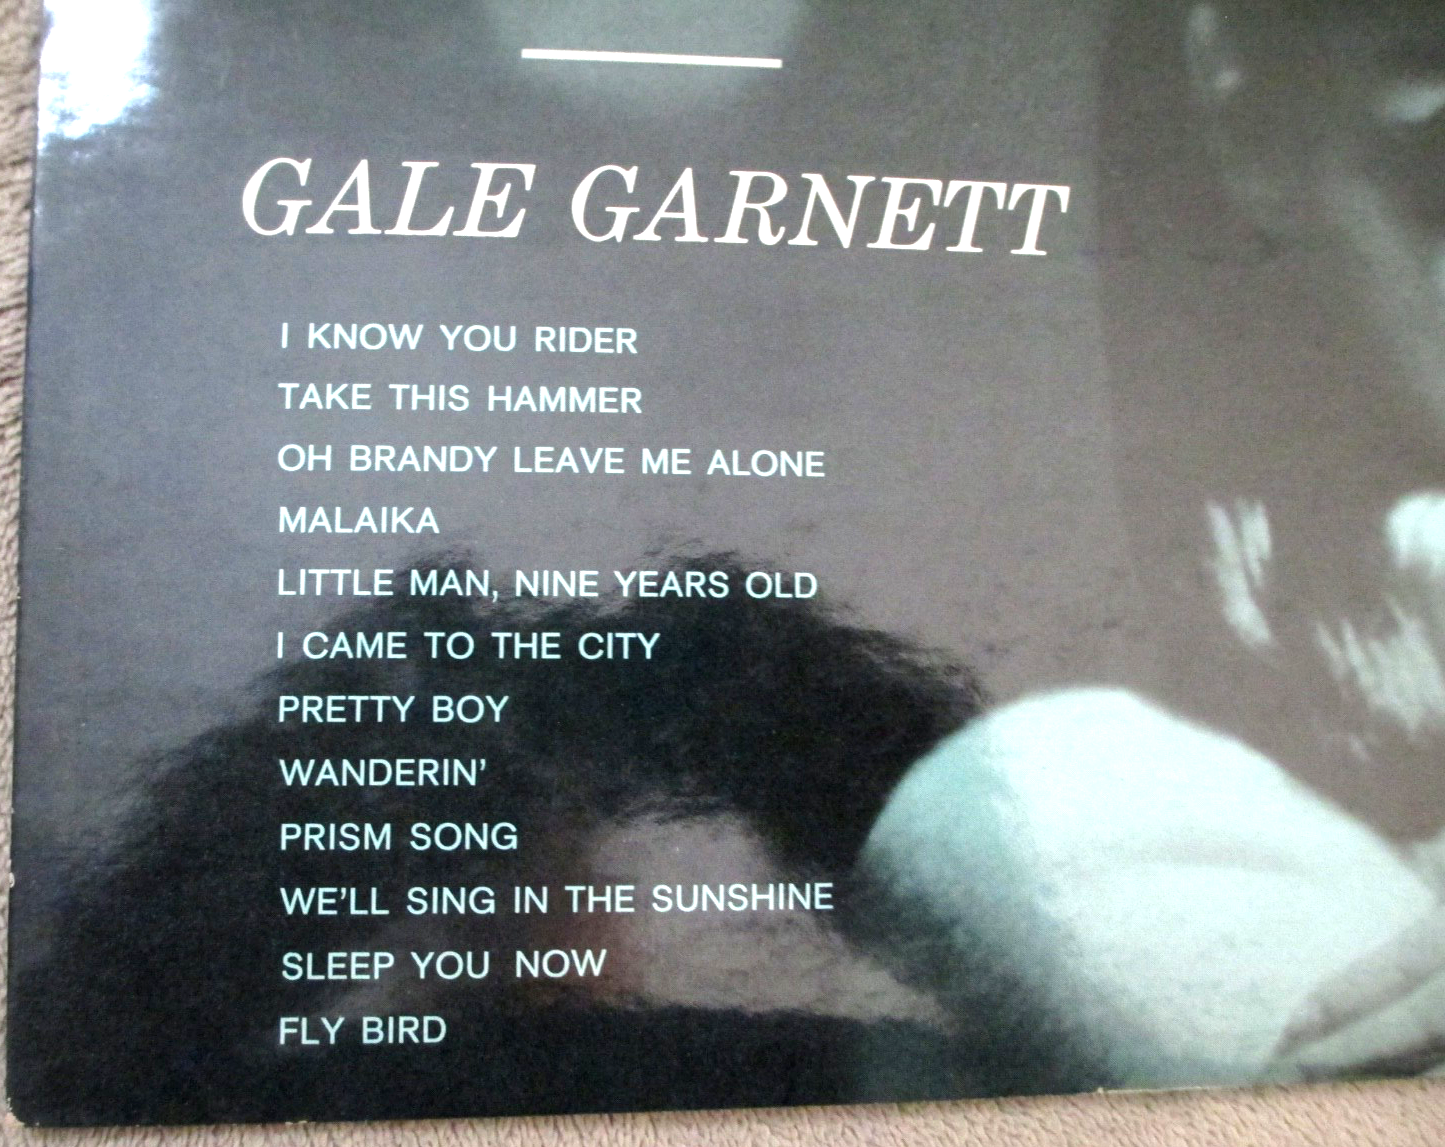 GALE GARNETT
I KNOW YOU RIDER
TAKE THIS HAMMER
OH BRANDY LEAVE ME ALONE
MALAIKA
LITTLE MAN, NINE YEARS OLD
I CAME TO THE CITY
PRETTY BOY
WANDERIN'
PRISM SONG
WE'LL SING IN THE SUNSHINE
SLEEP YOU NOW
FLY BIRD